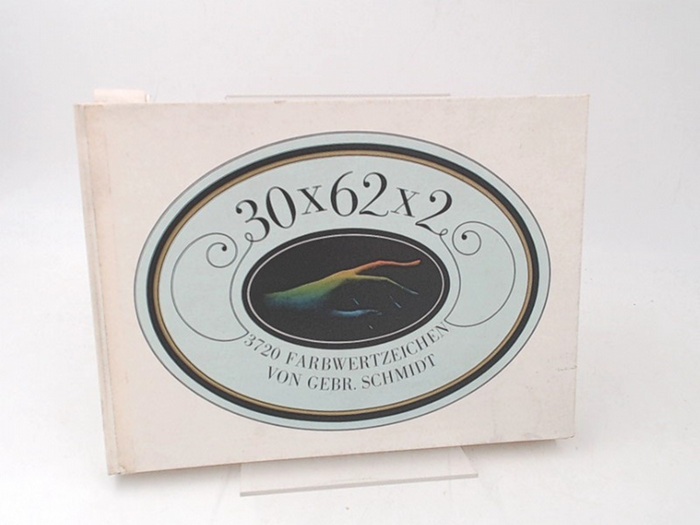 30x62x2
3720 FARBWERTZEICHEN
VON GEBR. SCHMIDT